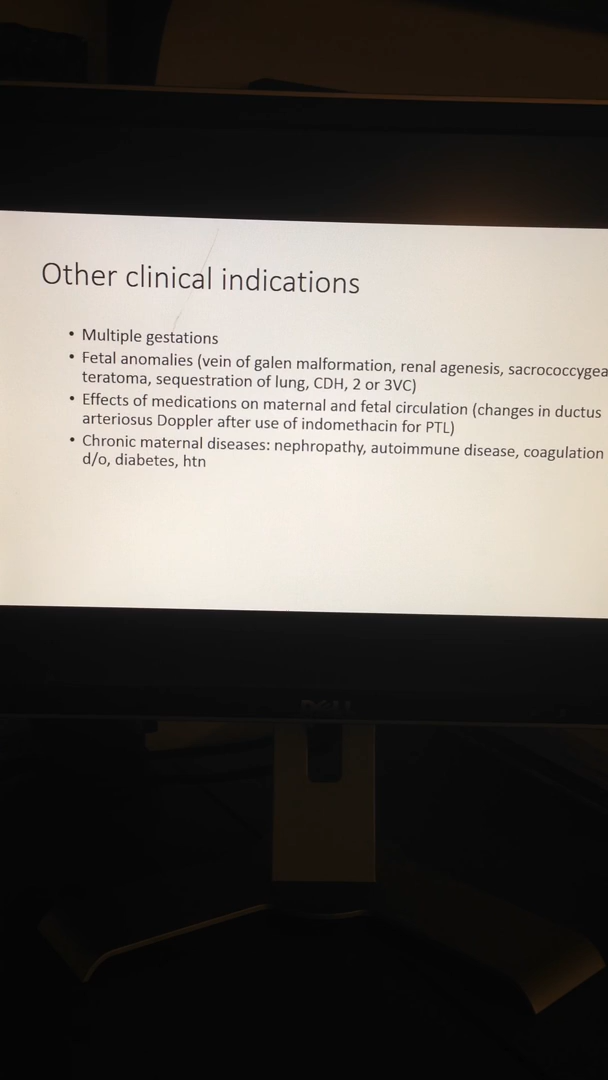 Other clinical indications
• Multiple gestations
• Fetal anomalies (vein of galen malformation, renal agenesis, sacrococcygea
teratoma, sequestration of lung, CDH, 2 or 3VC)
• Effects of medications on maternal and fetal circulation (changes in ductus
arteriosus Doppler after use of indomethacin for PTL)
• Chronic maternal diseases: nephropathy, autoimmune disease, coagulation
d/o, diabetes, htn
DELL